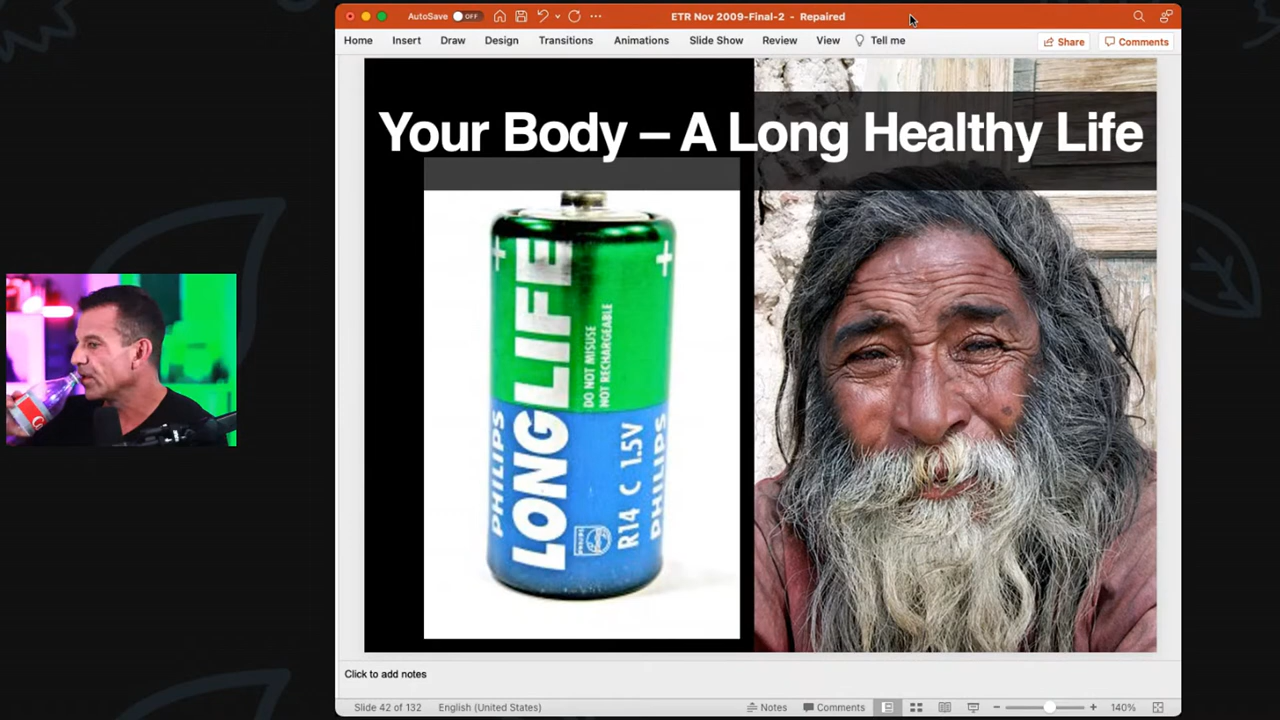 AutoSave OFF
ETR Nov 2009-Final-2 - Repaired
Home Insert Draw Design Transitions Animations Slide Show Review View Tell me
Share Comments
Your Body – A Long Healthy Life
PHILIPS
LONG LIFE
DO NOT MISUSE
NOT RECHARGEABLE
R14 C 1.5V
PHILIPS
Click to add notes
Slide 42 of 132 English (United States) Notes Comments 140%